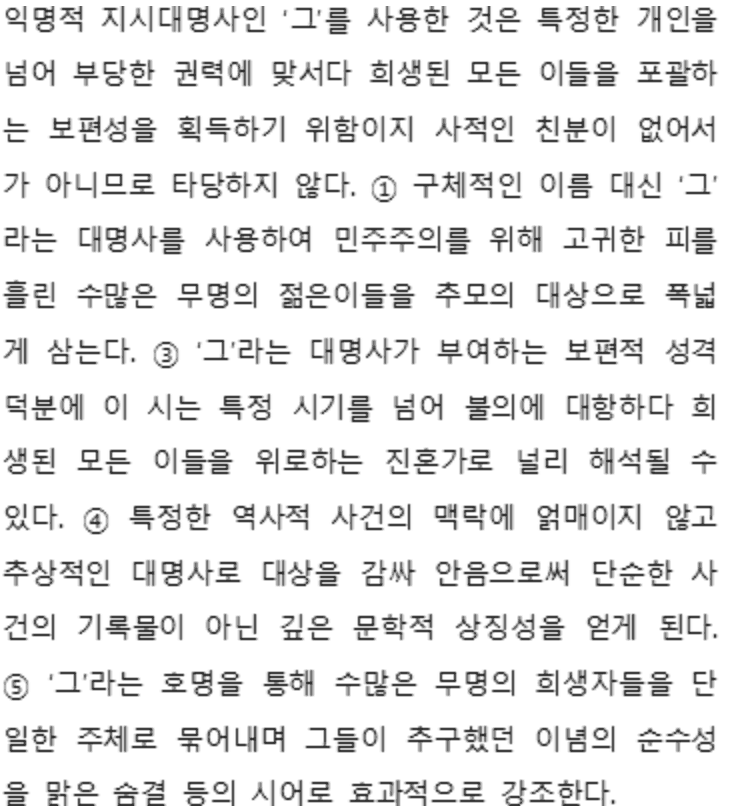 익명적 지시대명사인 '그'를 사용한 것은 특정한 개인을
넘어 부당한 권력에 맞서다 희생된 모든 이들을 포괄하
는 보편성을 획득하기 위함이지 사적인 친분이 없어서
가 아니므로 타당하지 않다. ① 구체적인 이름 대신 '그'
라는 대명사를 사용하여 민주주의를 위해 고귀한 피를
흘린 수많은 무명의 젊은이들을 추모의 대상으로 폭넓
게 삼는다. ③ '그'라는 대명사가 부여하는 보편적 성격
덕분에 이 시는 특정 시기를 넘어 불의에 대항하다 희
생된 모든 이들을 위로하는 진혼가로 널리 해석될 수
있다. ④ 특정한 역사적 사건의 맥락에 얽매이지 않고
추상적인 대명사로 대상을 감싸 안음으로써 단순한 사
건의 기록물이 아닌 깊은 문학적 상징성을 얻게 된다.
⑤ '그'라는 호명을 통해 수많은 무명의 희생자들을 단
일한 주체로 묶어내며 그들이 추구했던 이념의 순수성
을 맑은 숨결 등의 시어로 효과적으로 강조한다.